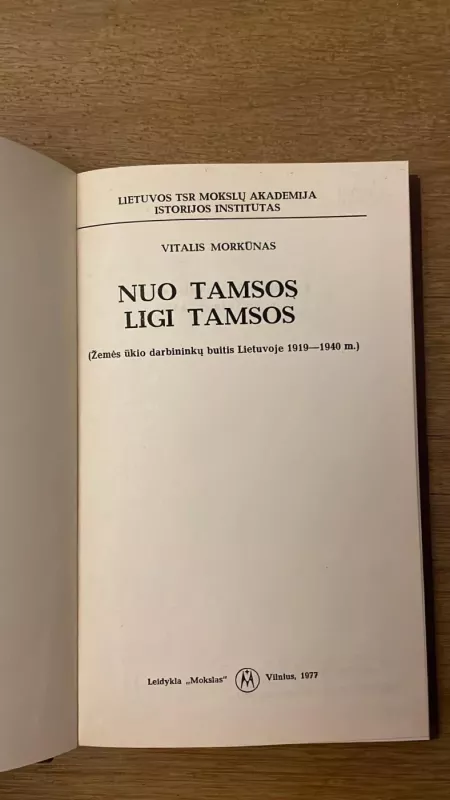 LIETUVOS TSR MOKSLŲ AKADEMIJA
ISTORIJOS INSTITUTAS
VITALIS MORKŪNAS
NUO TAMSOS
LIGI TAMSOS
(Žemės ūkio darbininkų buitis Lietuvoje 1919—1940 m.)
Leidykla „Mokslas“ M Vilnius, 1977